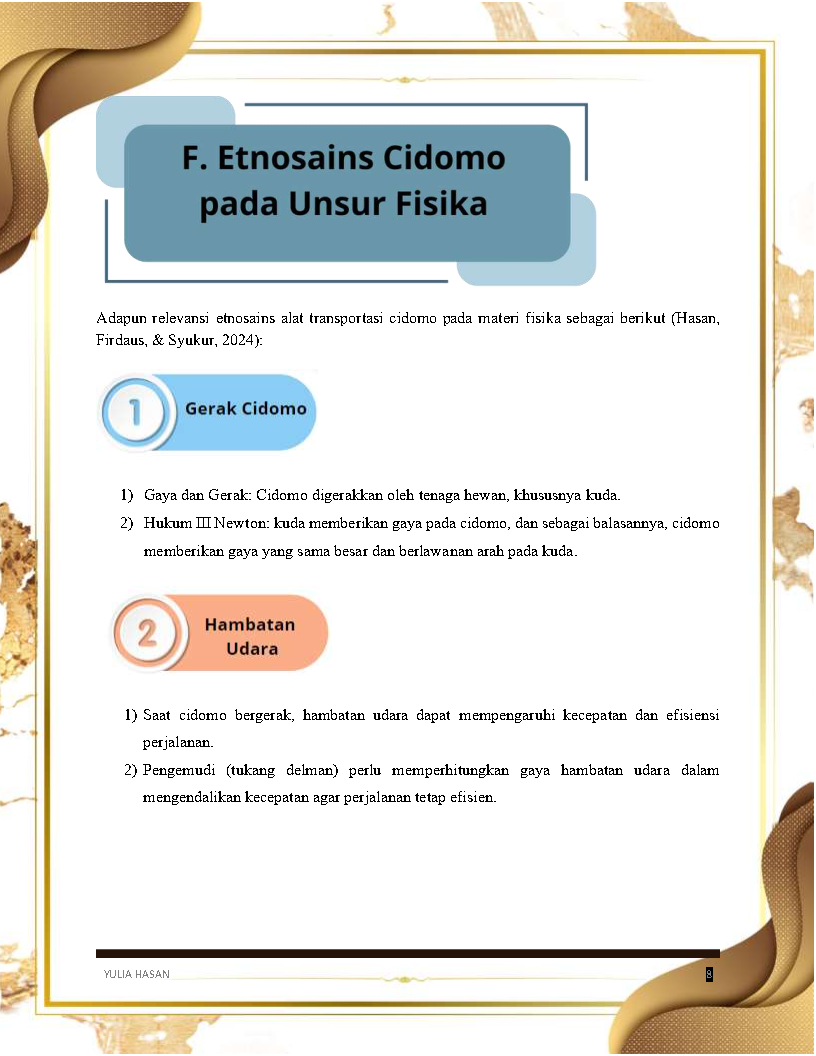 F. Etnosains Cidomo
pada Unsur Fisika
Adapun relevansi etnosains alat transportasi cidomo pada materi fisika sebagai berikut (Hasan,
Firdaus, & Syukur, 2024):
1 Gerak Cidomo
1) Gaya dan Gerak: Cidomo digerakkan oleh tenaga hewan, khususnya kuda.
2) Hukum III Newton: kuda memberikan gaya pada cidomo, dan sebagai balasannya, cidomo
memberikan gaya yang sama besar dan berlawanan arah pada kuda.
2 Hambatan
Udara
1) Saat cidomo bergerak, hambatan udara dapat mempengaruhi kecepatan dan efisiensi
perjalanan.
2) Pengemudi (tukang delman) perlu memperhitungkan gaya hambatan udara dalam
mengendalikan kecepatan agar perjalanan tetap efisien.
YULIA HASAN 8